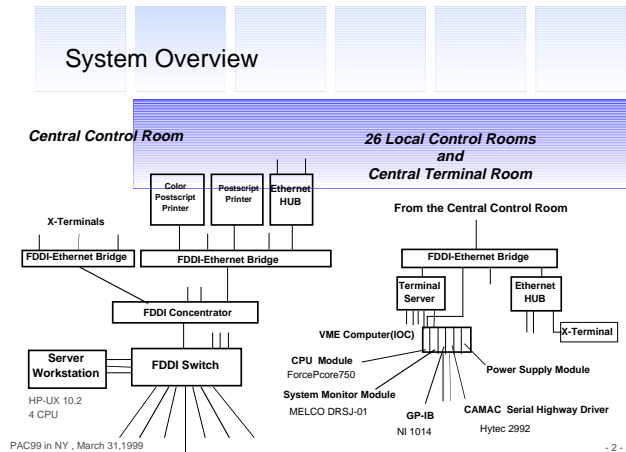 System Overview
Central Control Room
26 Local Control Rooms
and
Central Terminal Room
Color
Postscript
Printer
Postscript
Printer
Ethernet
HUB
X-Terminals
FDDI-Ethernet Bridge
FDDI-Ethernet Bridge
FDDI Concentrator
Server
Workstation
FDDI Switch
HP-UX 10.2
4 CPU
From the Central Control Room
FDDI-Ethernet Bridge
Terminal
Server
Ethernet
HUB
X-Terminal
VME Computer(IOC)
CPU Module
ForcePcore750
Power Supply Module
System Monitor Module
MELCO DRSJ-01
GP-IB
NI 1014
CAMAC Serial Highway Driver
Hytec 2992
PAC99 in NY , March 31,1999
- 2 -